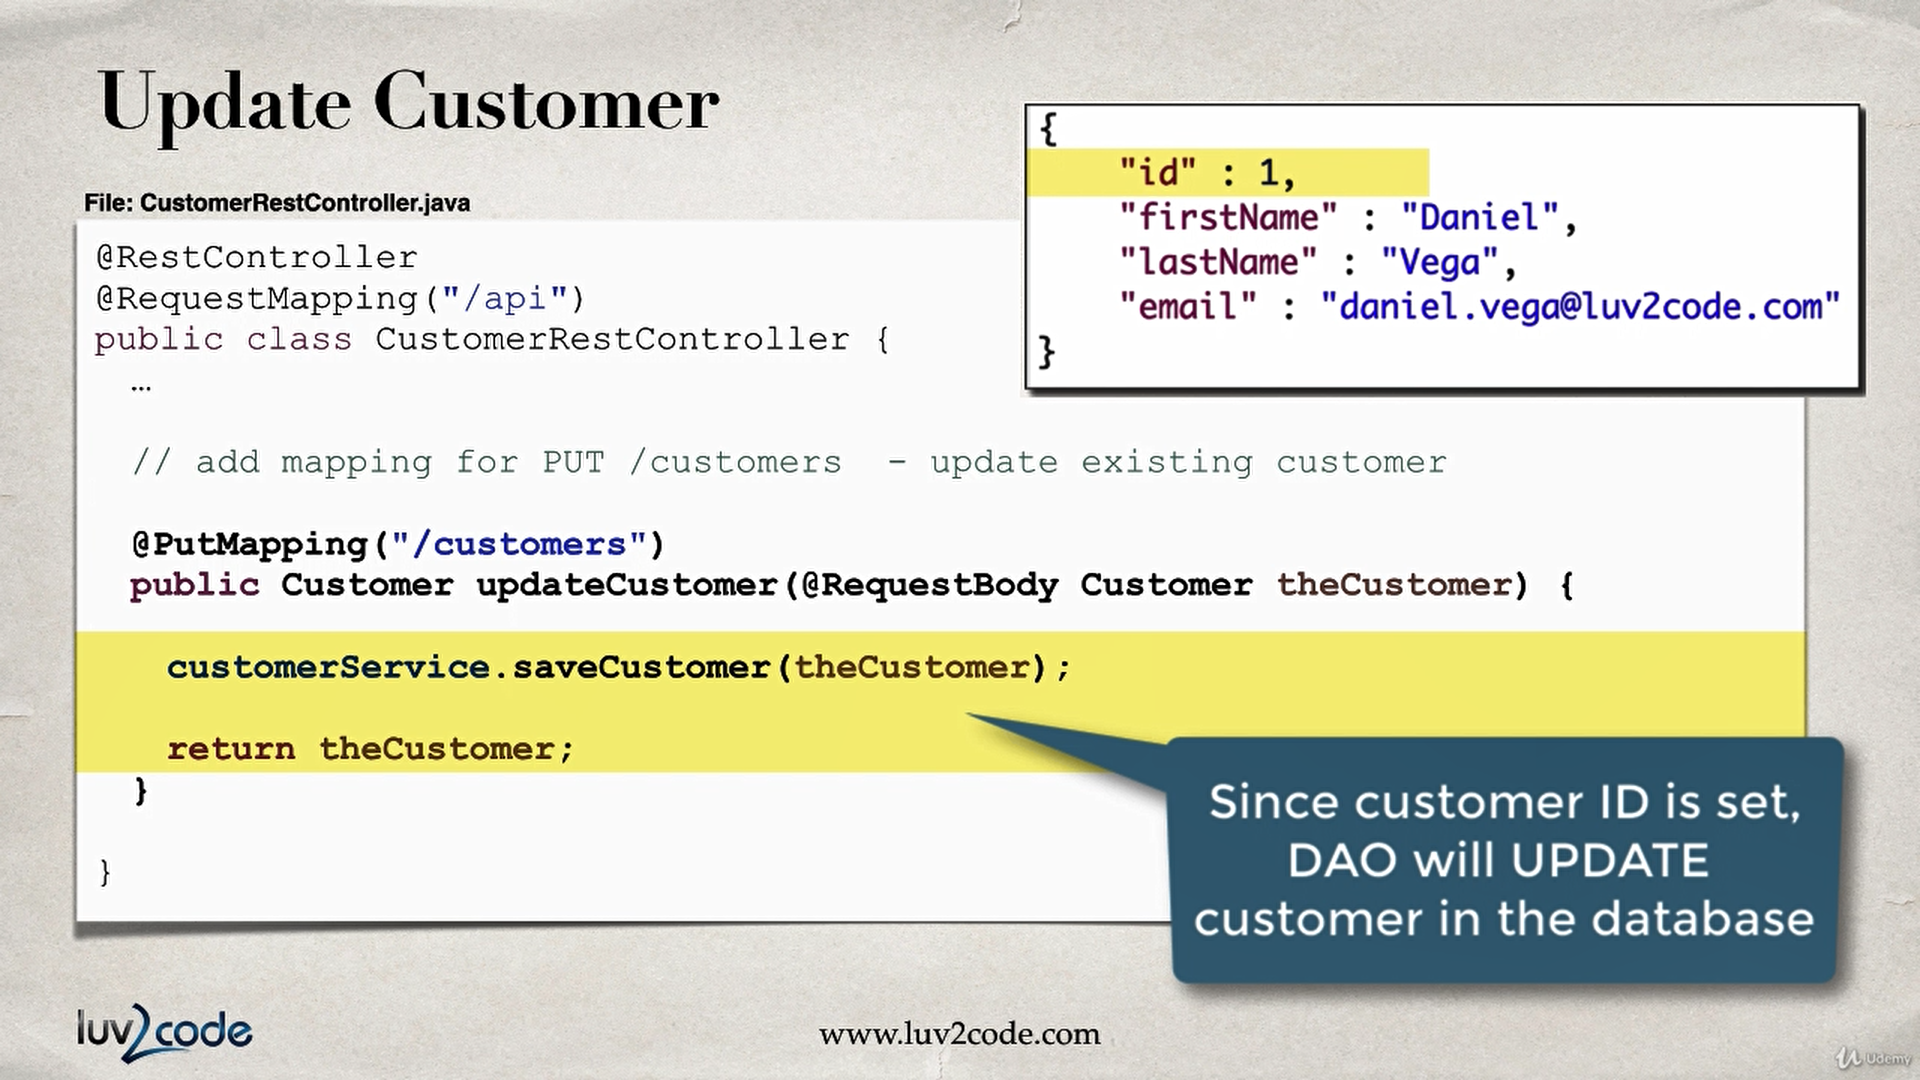 Update Customer
File: CustomerRestController.java
@RestController
@RequestMapping("/api")
public class CustomerRestController {
…
// add mapping for PUT /customers - update existing customer
@PutMapping("/customers")
public Customer updateCustomer(@RequestBody Customer theCustomer) {
customerService.saveCustomer(theCustomer);
return theCustomer;
}
}
{
"id" : 1,
"firstName" : "Daniel",
"lastName" : "Vega",
"email" : "daniel.vega@luv2code.com"
}
Since customer ID is set,
DAO will UPDATE
customer in the database
luv2code
www.luv2code.com
Udemy